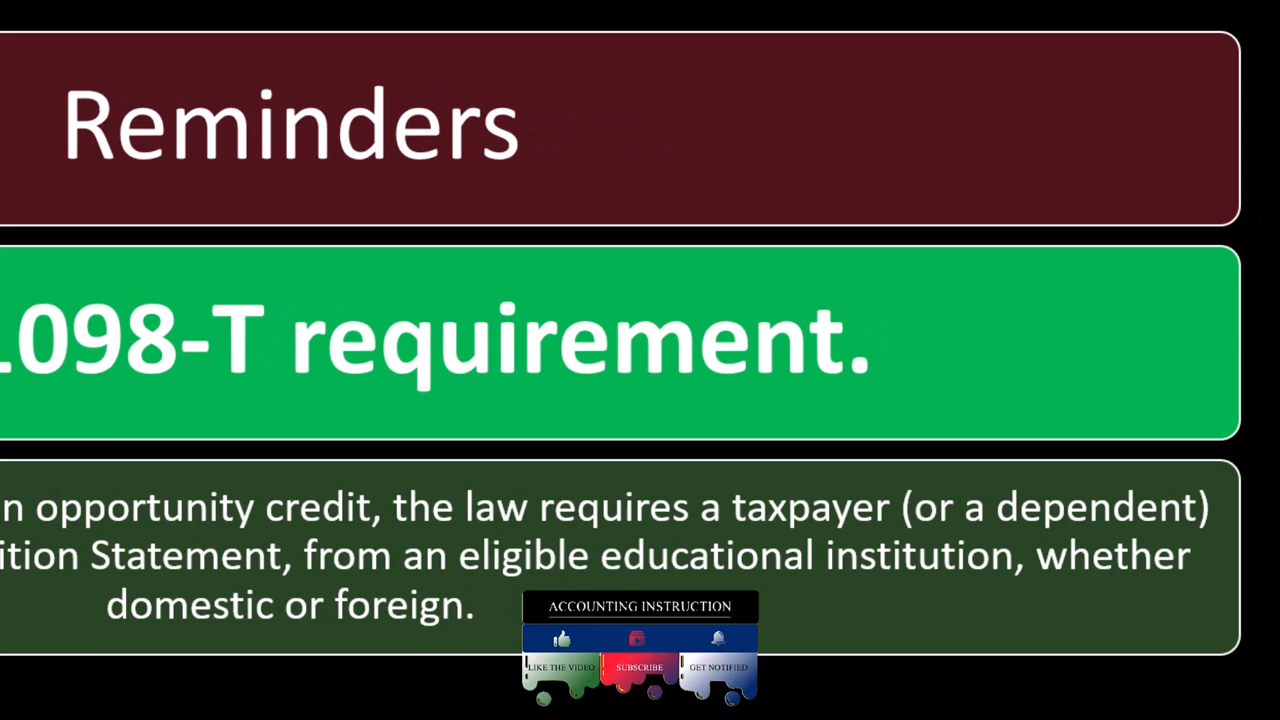 Reminders
1098-T requirement.
n opportunity credit, the law requires a taxpayer (or a dependent)
ition Statement, from an eligible educational institution, whether
domestic or foreign.
ACCOUNTING INSTRUCTION
LIKE THE VIDEO SUBSCRIBE GET NOTIFIED